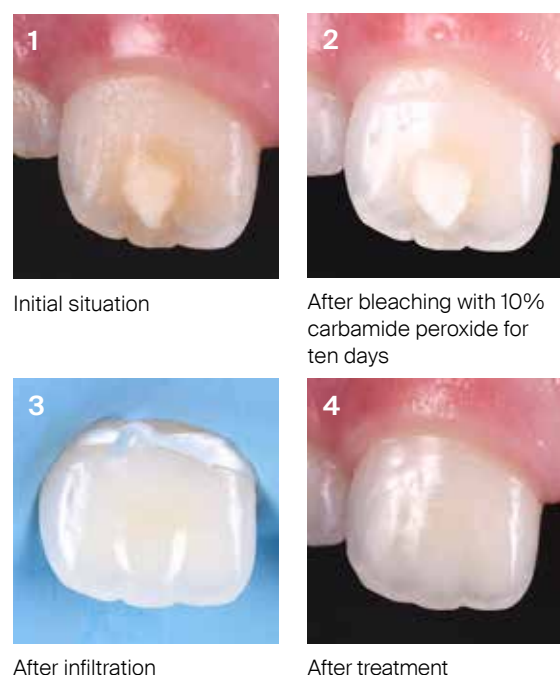 1
2
Initial situation
After bleaching with 10%
carbamide peroxide for
ten days
3
4
After infiltration
After treatment